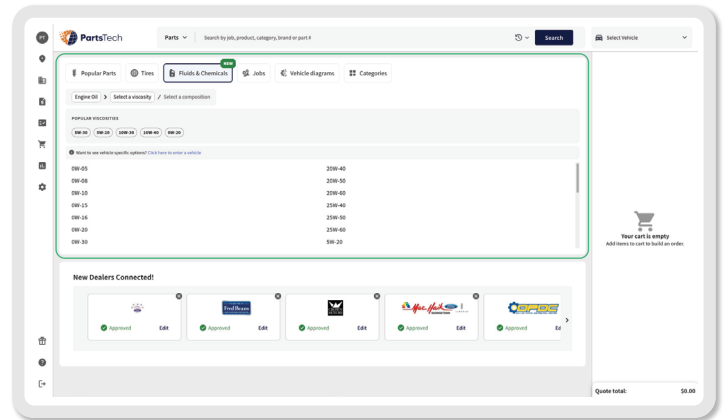 PT
PartsTech
Parts
Search by job, product, category, brand or part #
Search
Select Vehicle
NEW
Popular Parts
Tires
Fluids & Chemicals
Jobs
Vehicle diagrams
Categories
Engine Oil > Select a viscosity / Select a composition
POPULAR VISCOSITIES
5W-30 0W-20 10W-30 10W-40 0W-20
Want to see vehicle specific options? Click here to enter a vehicle
0W-05
20W-40
0W-08
20W-50
0W-10
20W-60
0W-15
25W-40
0W-16
25W-50
0W-20
25W-60
0W-30
5W-20
Your cart is empty
Add items to cart to build an order.
New Dealers Connected!
Fred Beans
Approved Edit
Approved Edit
Approved Edit
Approved Edit
Approved Ed
Quote total: $0.00